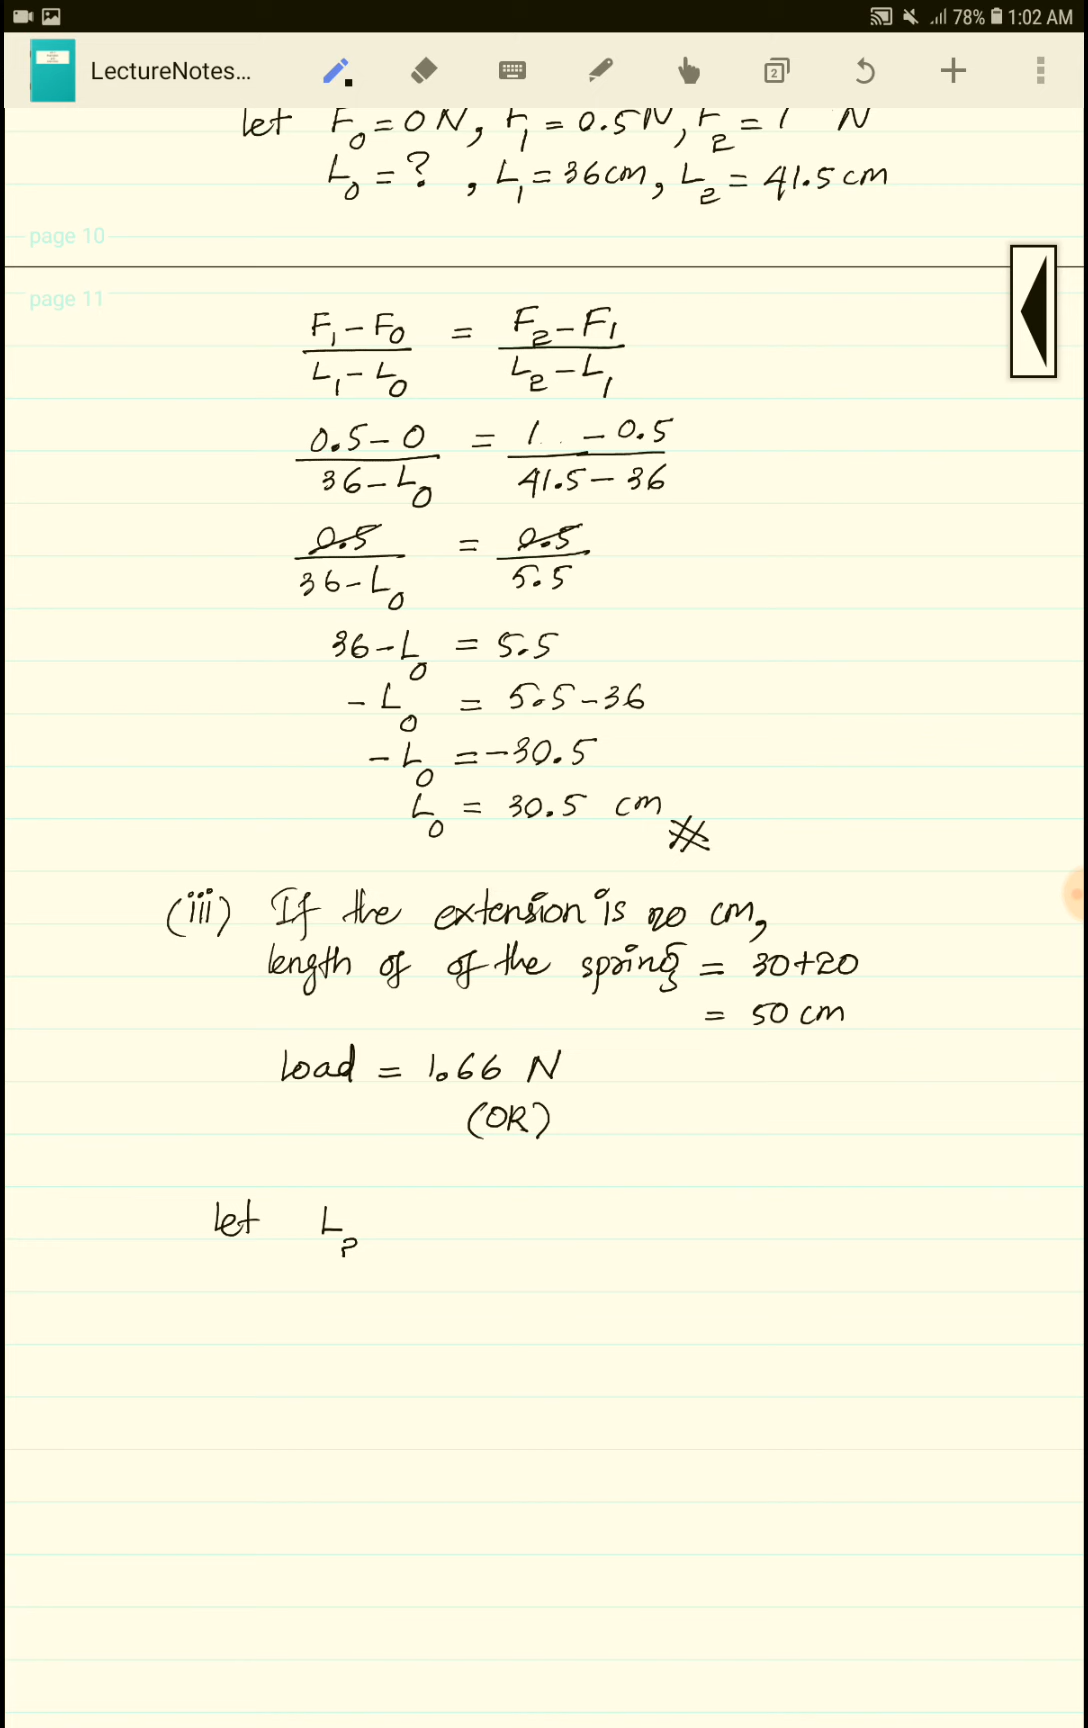 78% 1:02 AM
LectureNotes...
2
let F₀ = 0 N, F₁ = 0.5 N, F₂ = 1 N
L₀ = ? , L₁ = 36 cm, L₂ = 41.5 cm
page 10
page 11
F₁ - F₀ = F₂ - F₁
L₁ - L₀ L₂ - L₁
0.5 - 0 = 1 - 0.5
36 - L₀ 41.5 - 36
0.5 = 0.5
36 - L₀ 5.5
36 - L₀ = 5.5
- L₀ = 5.5 - 36
- L₀ = -30.5
L₀ = 30.5 cm
(iii) If the extension is 20 cm,
length of of the spring = 30+20
= 50 cm
load = 1.66 N
(OR)
let L₂